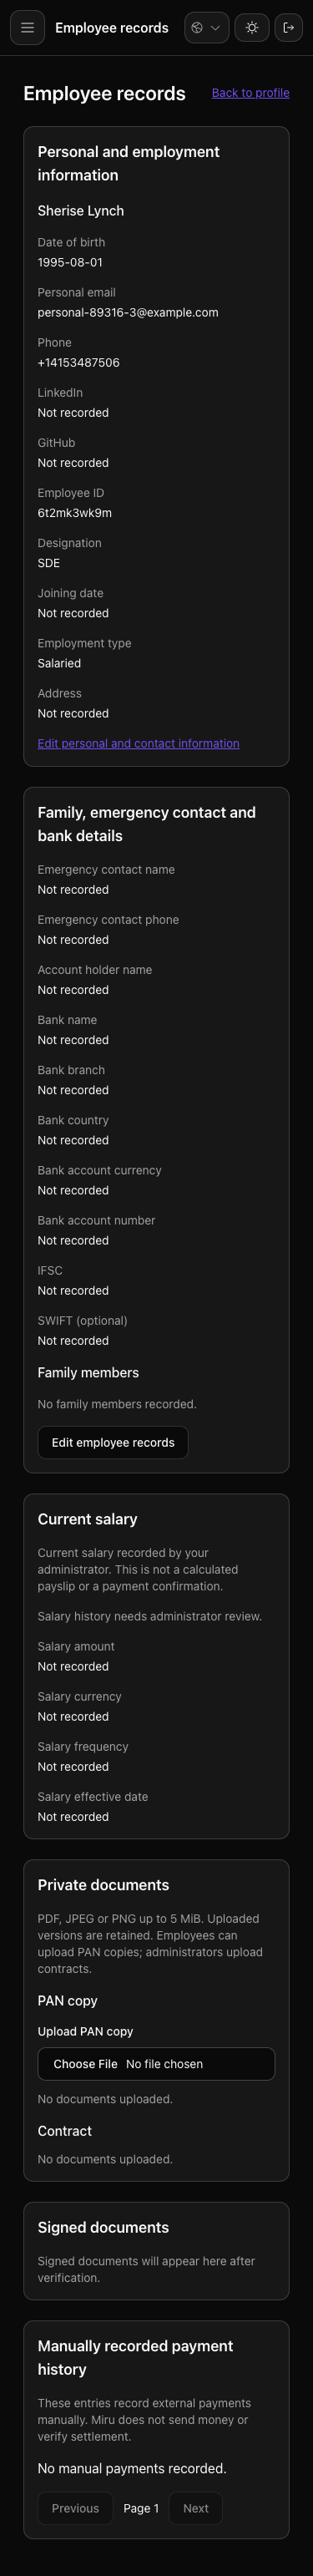 Employee records
Employee records
Back to profile
Personal and employment
information
Sherise Lynch
Date of birth
1995-08-01
Personal email
personal-89316-3@example.com
Phone
+14153487506
LinkedIn
Not recorded
GitHub
Not recorded
Employee ID
6t2mk3wk9m
Designation
SDE
Joining date
Not recorded
Employment type
Salaried
Address
Not recorded
Edit personal and contact information
Family, emergency contact and
bank details
Emergency contact name
Not recorded
Emergency contact phone
Not recorded
Account holder name
Not recorded
Bank name
Not recorded
Bank branch
Not recorded
Bank country
Not recorded
Bank account currency
Not recorded
Bank account number
Not recorded
IFSC
Not recorded
SWIFT (optional)
Not recorded
Family members
No family members recorded.
Edit employee records
Current salary
Current salary recorded by your
administrator. This is not a calculated
payslip or a payment confirmation.
Salary history needs administrator review.
Salary amount
Not recorded
Salary currency
Not recorded
Salary frequency
Not recorded
Salary effective date
Not recorded
Private documents
PDF, JPEG or PNG up to 5 MiB. Uploaded
versions are retained. Employees can
upload PAN copies; administrators upload
contracts.
PAN copy
Upload PAN copy
Choose File No file chosen
No documents uploaded.
Contract
No documents uploaded.
Signed documents
Signed documents will appear here after
verification.
Manually recorded payment
history
These entries record external payments
manually. Miru does not send money or
verify settlement.
No manual payments recorded.
Previous Page 1 Next